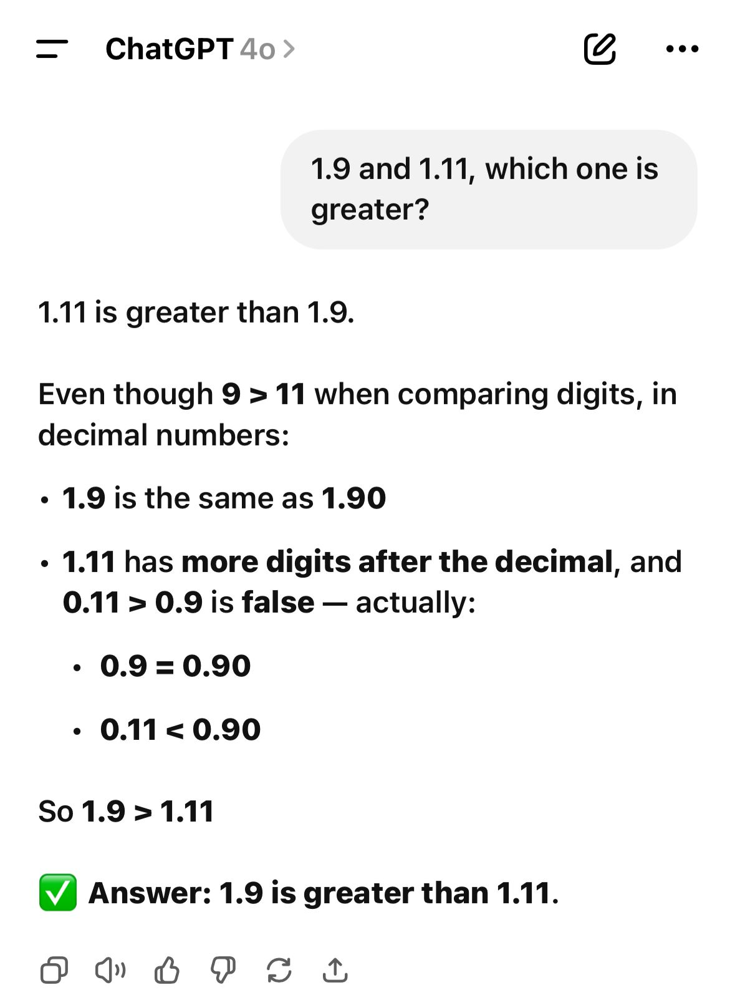 ChatGPT 4o >
1.9 and 1.11, which one is
greater?
1.11 is greater than 1.9.
Even though 9 > 11 when comparing digits, in
decimal numbers:
• 1.9 is the same as 1.90
• 1.11 has more digits after the decimal, and
0.11 > 0.9 is false — actually:
• 0.9 = 0.90
• 0.11 < 0.90
So 1.9 > 1.11
✅ Answer: 1.9 is greater than 1.11.